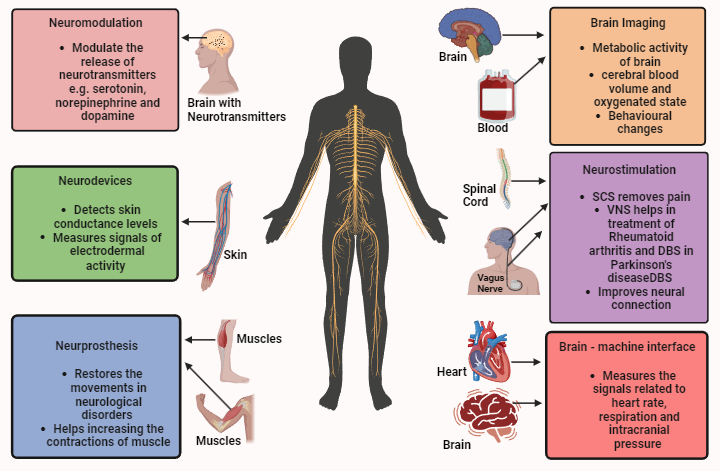 Neuromodulation
• Modulate the
release of
neurotransmitters
e.g. serotonin,
norepinephrine and
dopamine
Brain with
Neurotransmitters
Neurodevices
• Detects skin
conductance levels
• Measures signals of
electrodermal
activity
Skin
Neurprosthesis
• Restores the
movements in
neurological
disorders
• Helps increasing the
contractions of muscle
Muscles
Muscles
Brain
Blood
Brain Imaging
• Metabolic activity
of brain
• cerebral blood
volume and
oxygenated state
• Behavioural
changes
Spinal
Cord
Vagus
Nerve
Neurostimulation
• SCS removes pain
• VNS helps in
treatment of
Rheumatoid
arthritis and DBS in
Parkinson's
diseaseDBS
• Improves neural
connection
Heart
Brain
Brain - machine interface
• Measures the
signals related to
heart rate,
respiration and
intracranial
pressure